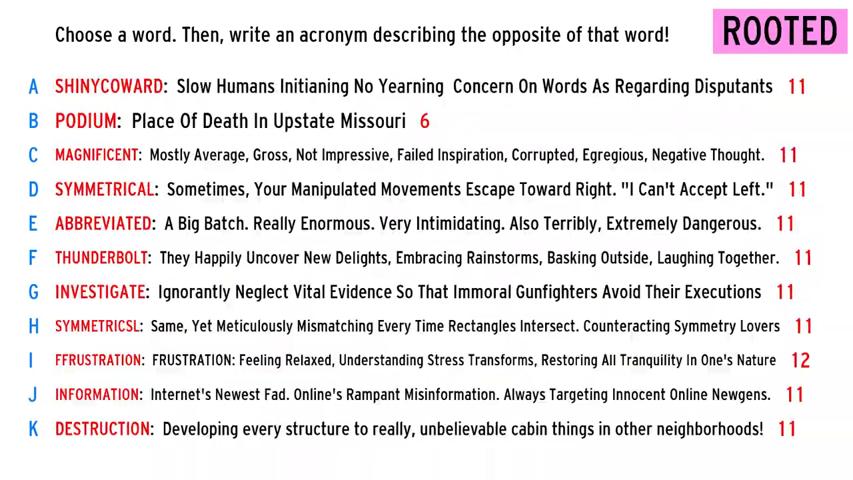 Choose a word. Then, write an acronym describing the opposite of that word!
ROOTED
A SHINYCOWARD: Slow Humans Initianing No Yearning Concern On Words As Regarding Disputants 11
B PODIUM: Place Of Death In Upstate Missouri 6
C MAGNIFICENT: Mostly Average, Gross, Not Impressive, Failed Inspiration, Corrupted, Egregious, Negative Thought. 11
D SYMMETRICAL: Sometimes, Your Manipulated Movements Escape Toward Right. "I Can't Accept Left." 11
E ABBREVIATED: A Big Batch. Really Enormous. Very Intimidating. Also Terribly, Extremely Dangerous. 11
F THUNDERBOLT: They Happily Uncover New Delights, Embracing Rainstorms, Basking Outside, Laughing Together. 11
G INVESTIGATE: Ignorantly Neglect Vital Evidence So That Immoral Gunfighters Avoid Their Executions 11
H SYMMETRICSL: Same, Yet Meticulously Mismatching Every Time Rectangles Intersect. Counteracting Symmetry Lovers 11
I FFRUSTRATION: FRUSTRATION: Feeling Relaxed, Understanding Stress Transforms, Restoring All Tranquility In One's Nature 12
J INFORMATION: Internet's Newest Fad. Online's Rampant Misinformation. Always Targeting Innocent Online Newgens. 11
K DESTRUCTION: Developing every structure to really, unbelievable cabin things in other neighborhoods! 11